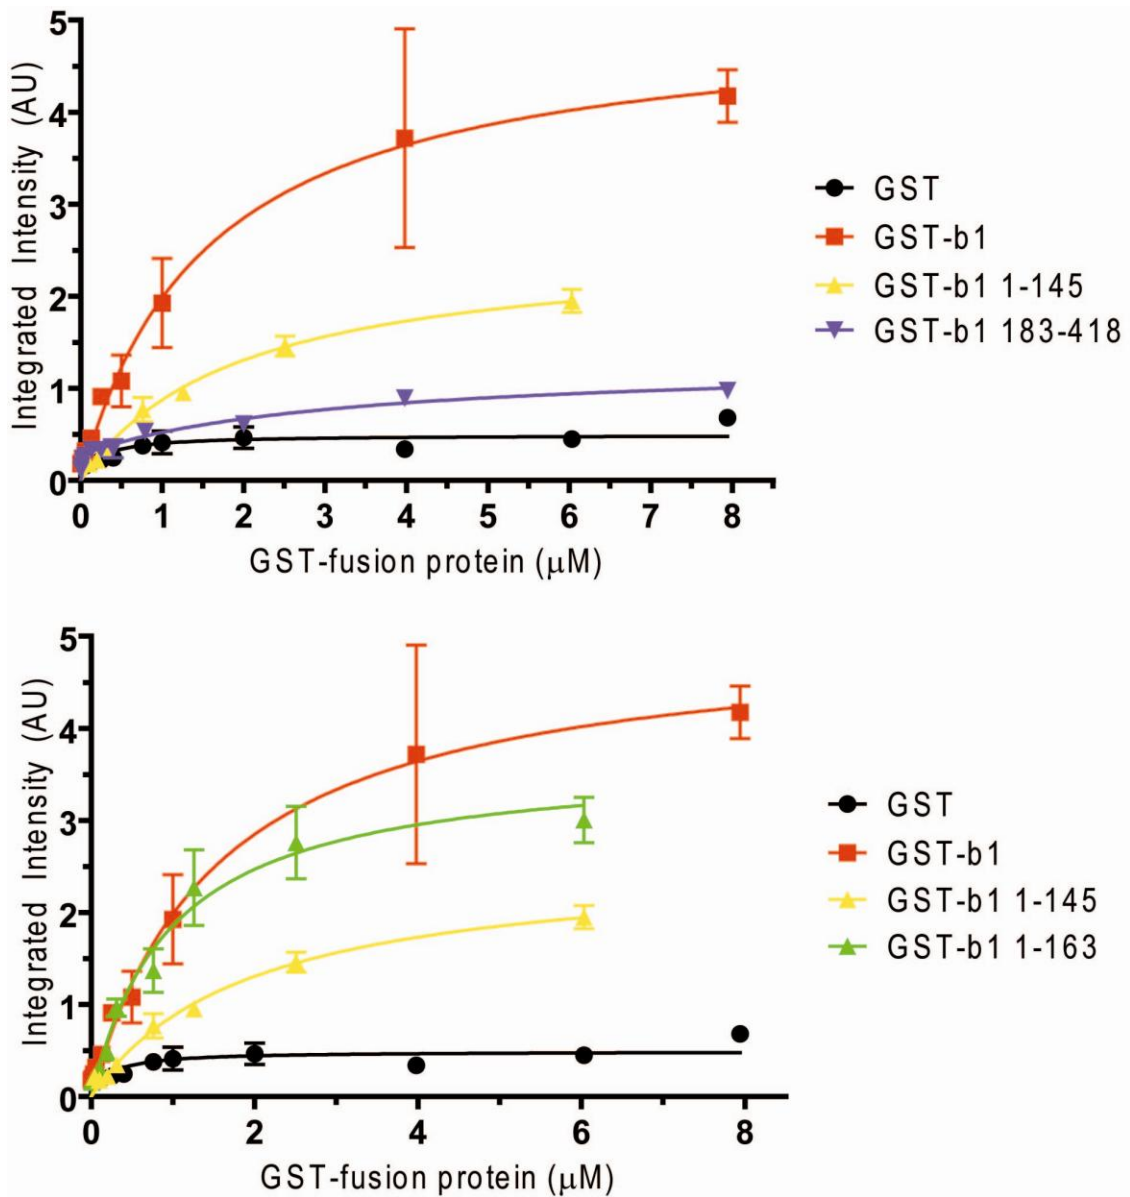 5
4
3
2
1
0
Integrated Intensity (AU)
0 1 2 3 4 5 6 7 8
GST-fusion protein (μM)
GST
GST-b1
GST-b1 1-145
GST-b1 183-418
5
4
3
2
1
0
Integrated Intensity (AU)
0 2 4 6 8
GST-fusion protein (μM)
GST
GST-b1
GST-b1 1-145
GST-b1 1-163